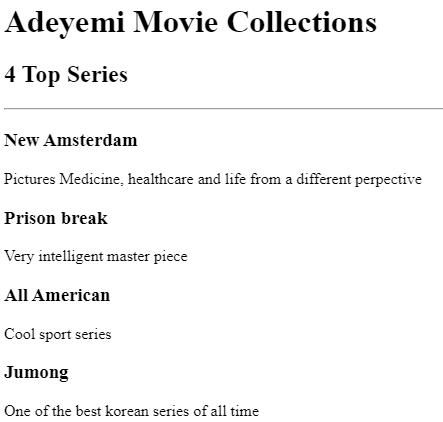 Adeyemi Movie Collections
4 Top Series
New Amsterdam
Pictures Medicine, healthcare and life from a different perpective
Prison break
Very intelligent master piece
All American
Cool sport series
Jumong
One of the best korean series of all time